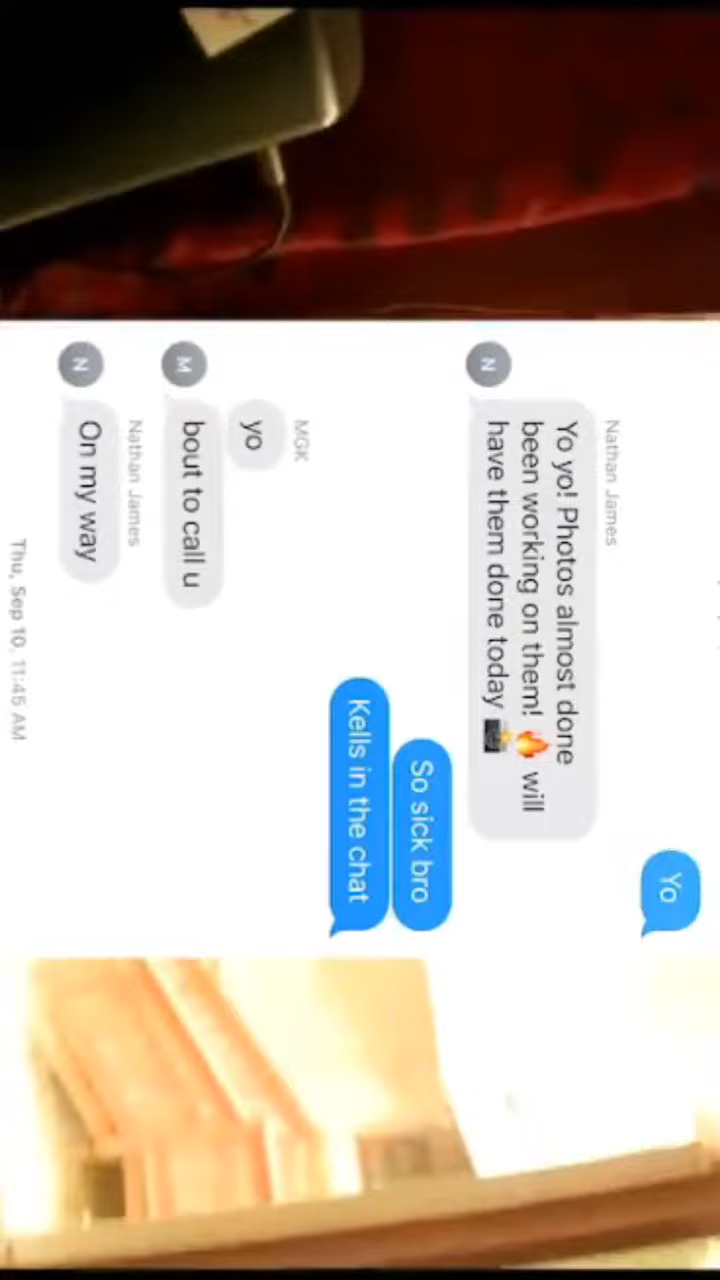 Yo
Nathan James
N
Yo yo! Photos almost done
been working on them! 🔥 will
have them done today 📸
So sick bro
Kells in the chat
MGK
yo
M
bout to call u
Nathan James
N
On my way
Thu, Sep 10, 11:45 AM